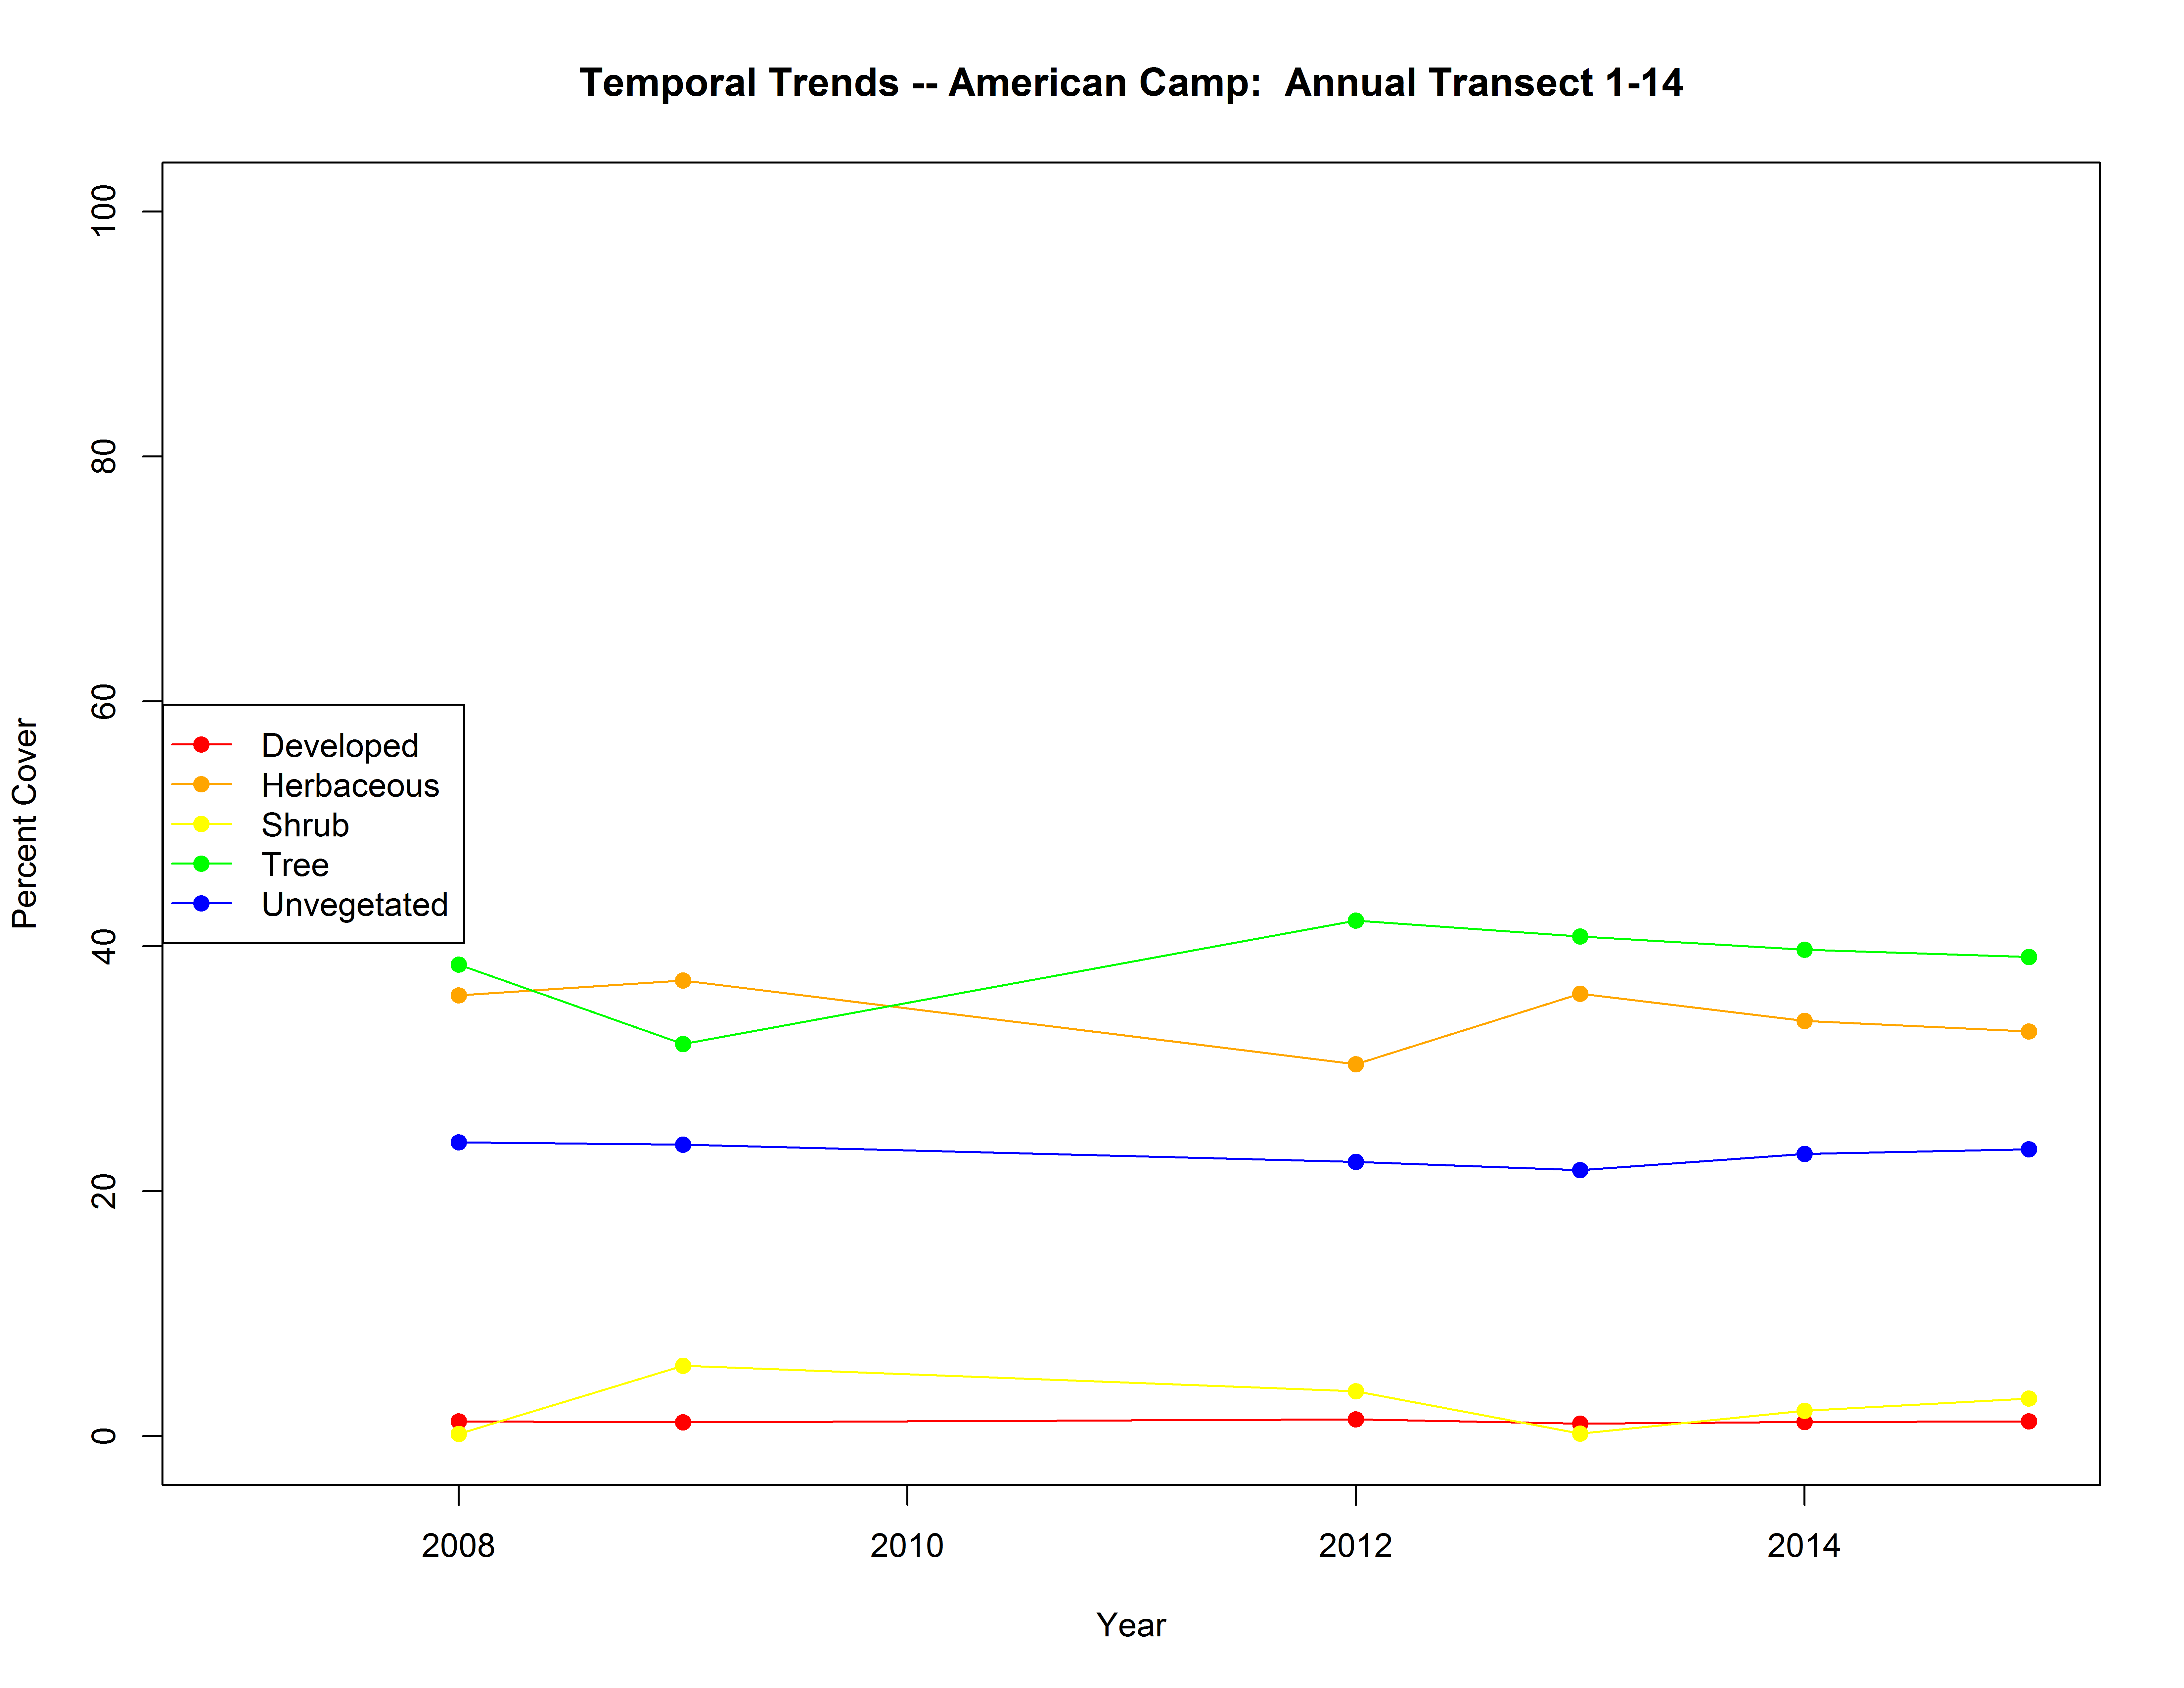 Temporal Trends -- American Camp:  Annual Transect 1-14
Percent Cover
100
80
60
40
20
0
Developed
Herbaceous
Shrub
Tree
Unvegetated
2008 2010 2012 2014
Year